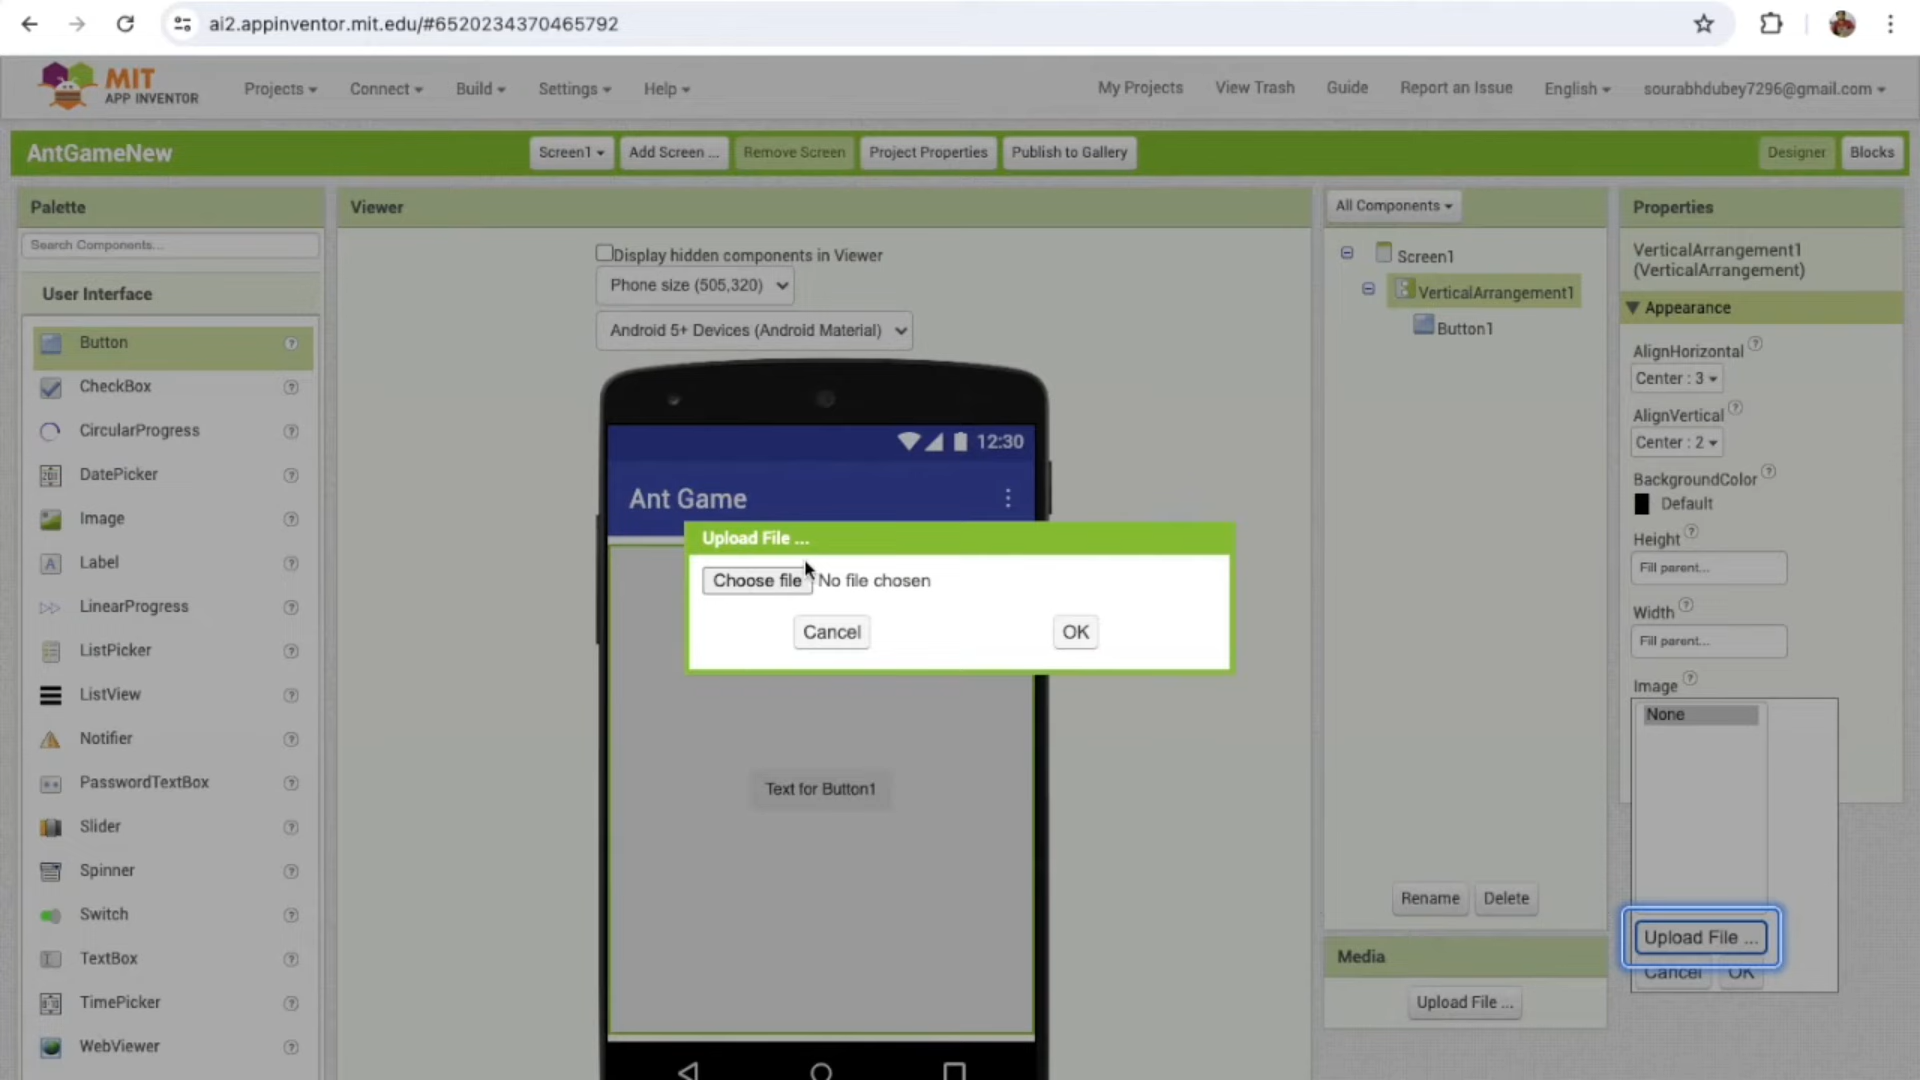 ai2.appinventor.mit.edu/#6520234370465792
MIT
APP INVENTOR
Projects
Connect
Build
Settings
Help
My Projects
View Trash
Guide
Report an Issue
English
sourabhdubey7296@gmail.com
AntGameNew
Screen1
Add Screen ...
Remove Screen
Project Properties
Publish to Gallery
Designer
Blocks
Palette
Search Components...
User Interface
Button
CheckBox
CircularProgress
DatePicker
Image
Label
LinearProgress
ListPicker
ListView
Notifier
PasswordTextBox
Slider
Spinner
Switch
TextBox
TimePicker
WebViewer
Viewer
Display hidden components in Viewer
Phone size (505,320)
Android 5+ Devices (Android Material)
12:30
Ant Game
Upload File ...
Choose file No file chosen
Cancel
OK
Text for Button1
All Components
Screen1
VerticalArrangement1
Button1
Rename
Delete
Media
Upload File ...
Properties
VerticalArrangement1
(VerticalArrangement)
Appearance
AlignHorizontal
Center : 3
AlignVertical
Center : 2
BackgroundColor
Default
Height
Fill parent...
Width
Fill parent...
Image
None
Upload File ...
Cancel
OK